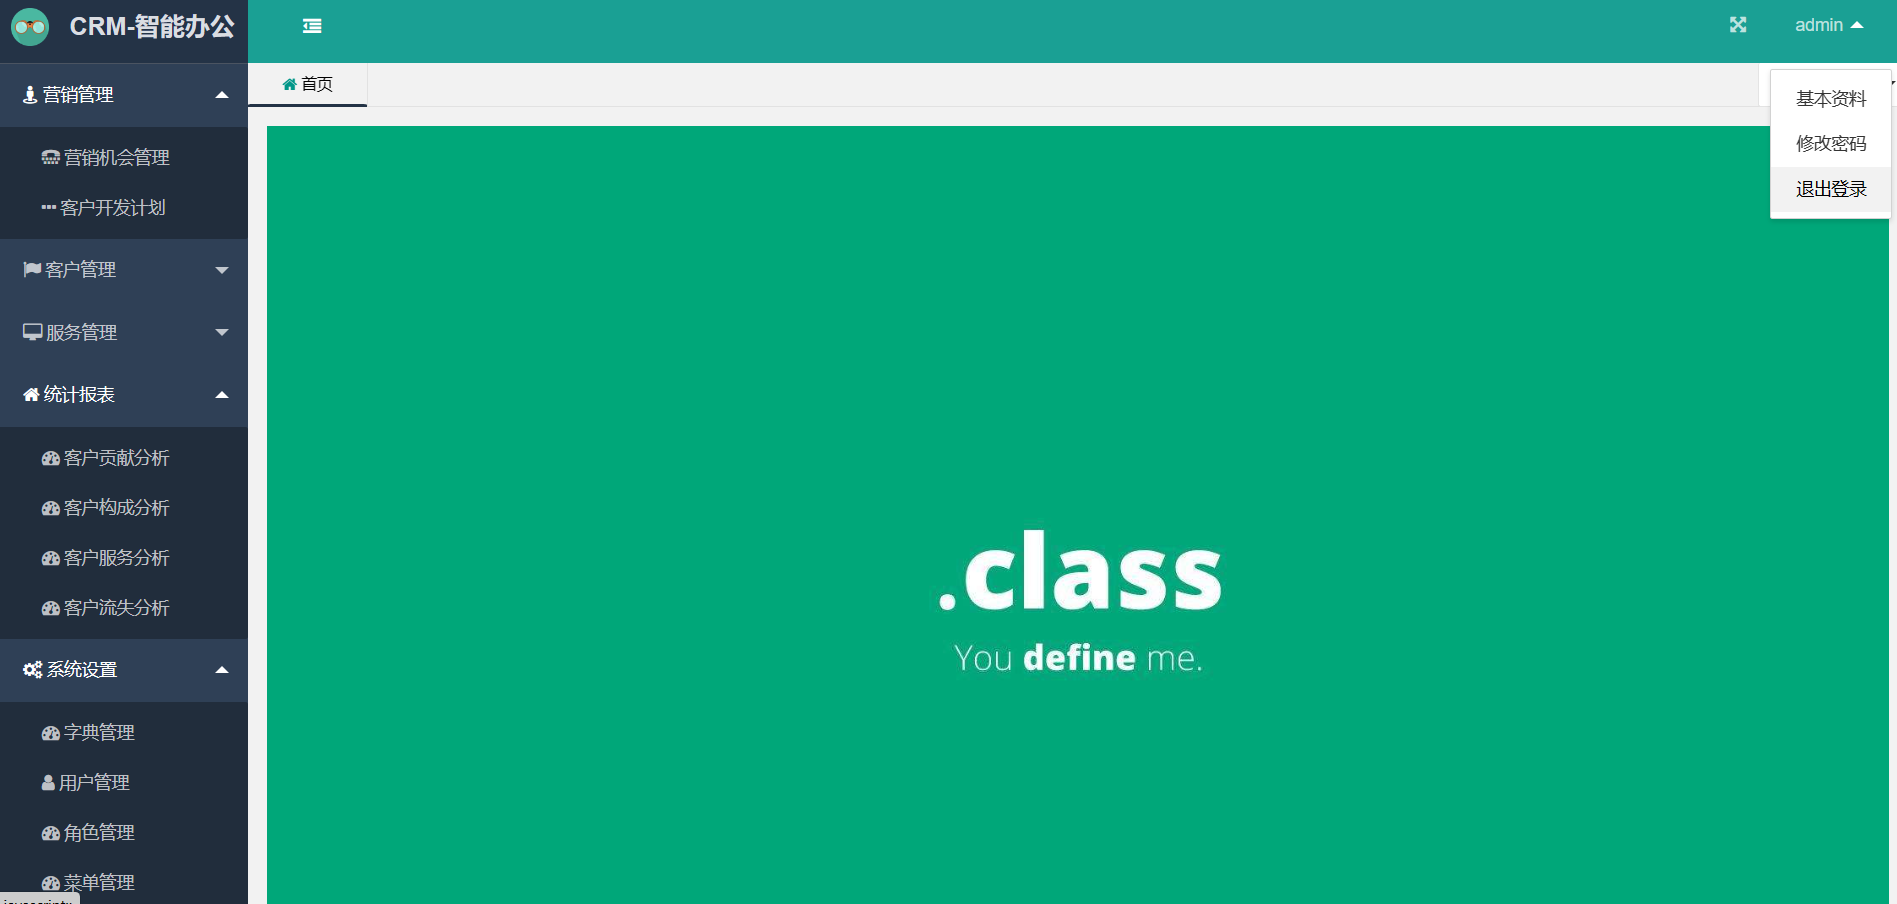 CRM-智能办公
admin
营销管理
营销机会管理
客户开发计划
客户管理
服务管理
统计报表
客户贡献分析
客户构成分析
客户服务分析
客户流失分析
系统设置
字典管理
用户管理
角色管理
菜单管理
首页
基本资料
修改密码
退出登录
.class
You define me.